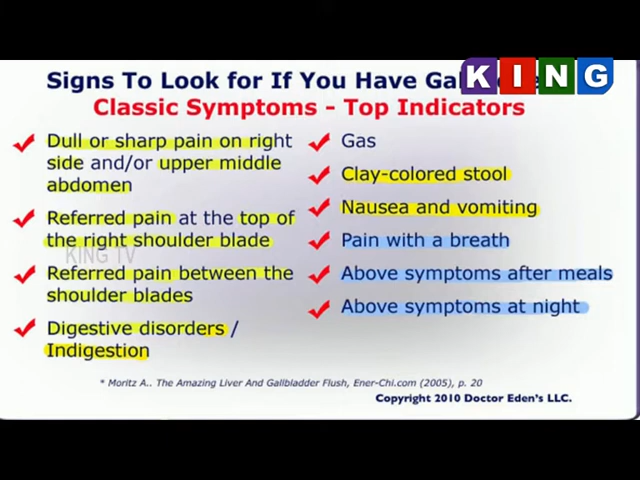 KING
Signs To Look for If You Have Gal
Classic Symptoms - Top Indicators
Dull or sharp pain on right
side and/or upper middle
abdomen
Referred pain at the top of
the right shoulder blade
KING TV
Referred pain between the
shoulder blades
Digestive disorders /
Indigestion
Gas
Clay-colored stool
Nausea and vomiting
Pain with a breath
Above symptoms after meals
Above symptoms at night
* Moritz A.. The Amazing Liver And Gallbladder Flush, Ener-Chi.com (2005), p. 20
Copyright 2010 Doctor Eden's LLC.